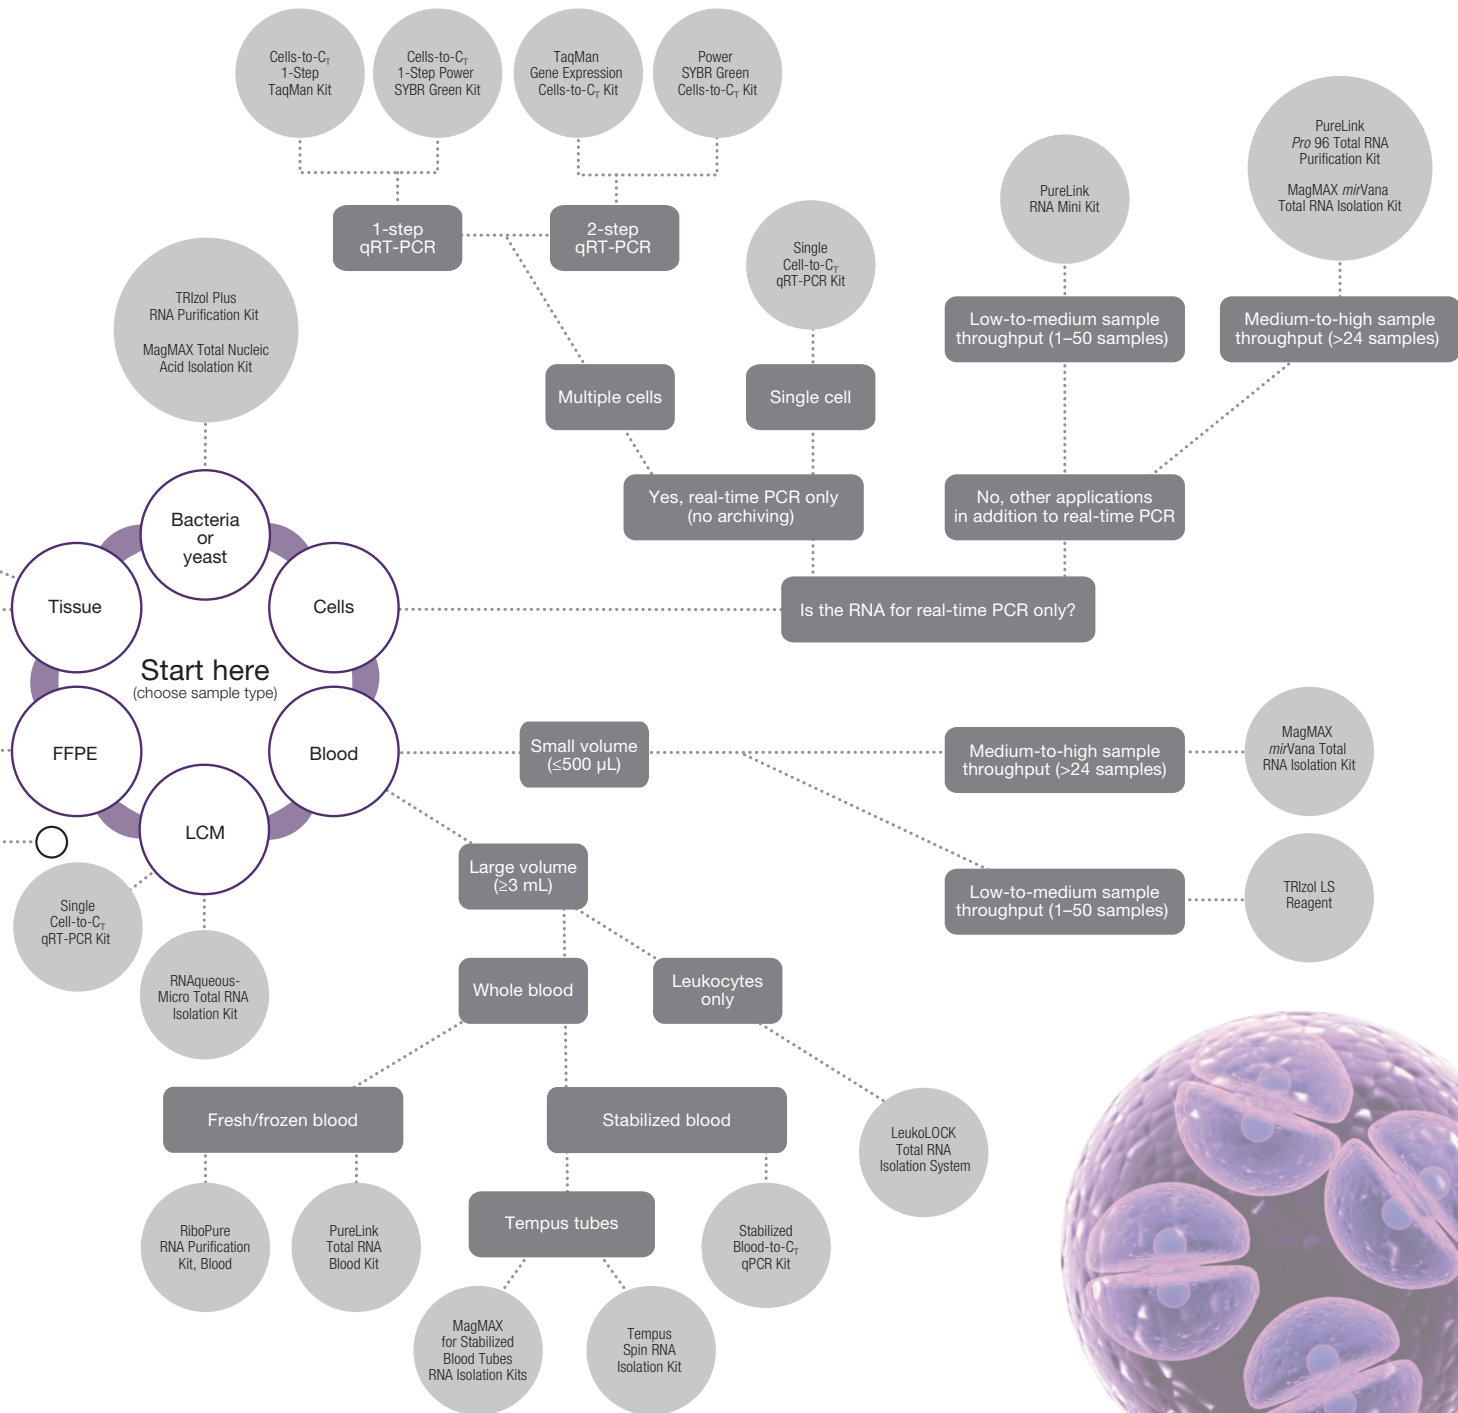 Cells-to-CT
1-Step
TaqMan Kit
Cells-to-CT
1-Step Power
SYBR Green Kit
TaqMan
Gene Expression
Cells-to-CT Kit
Power
SYBR Green
Cells-to-CT Kit
1-step
qRT-PCR
2-step
qRT-PCR
PureLink
Pro 96 Total RNA
Purification Kit
MagMAX mirVana
Total RNA Isolation Kit
PureLink
RNA Mini Kit
Single
Cell-to-CT
qRT-PCR Kit
TRIzol Plus
RNA Purification Kit
MagMAX Total Nucleic
Acid Isolation Kit
Low-to-medium sample
throughput (1–50 samples)
Medium-to-high sample
throughput (>24 samples)
Multiple cells
Single cell
Yes, real-time PCR only
(no archiving)
No, other applications
in addition to real-time PCR
Bacteria
or
yeast
Tissue
Cells
Is the RNA for real-time PCR only?
Start here
(choose sample type)
FFPE
Blood
LCM
Small volume
(≤500 µL)
Medium-to-high sample
throughput (>24 samples)
MagMAX
mirVana Total
RNA Isolation Kit
Large volume
(≥3 mL)
Low-to-medium sample
throughput (1–50 samples)
TRIzol LS
Reagent
Single
Cell-to-CT
qRT-PCR Kit
RNAqueous-
Micro Total RNA
Isolation Kit
Whole blood
Leukocytes
only
Fresh/frozen blood
Stabilized blood
LeukoLOCK
Total RNA
Isolation System
RiboPure
RNA Purification
Kit, Blood
PureLink
Total RNA
Blood Kit
Tempus tubes
Stabilized
Blood-to-CT
qPCR Kit
MagMAX
for Stabilized
Blood Tubes
RNA Isolation Kits
Tempus
Spin RNA
Isolation Kit